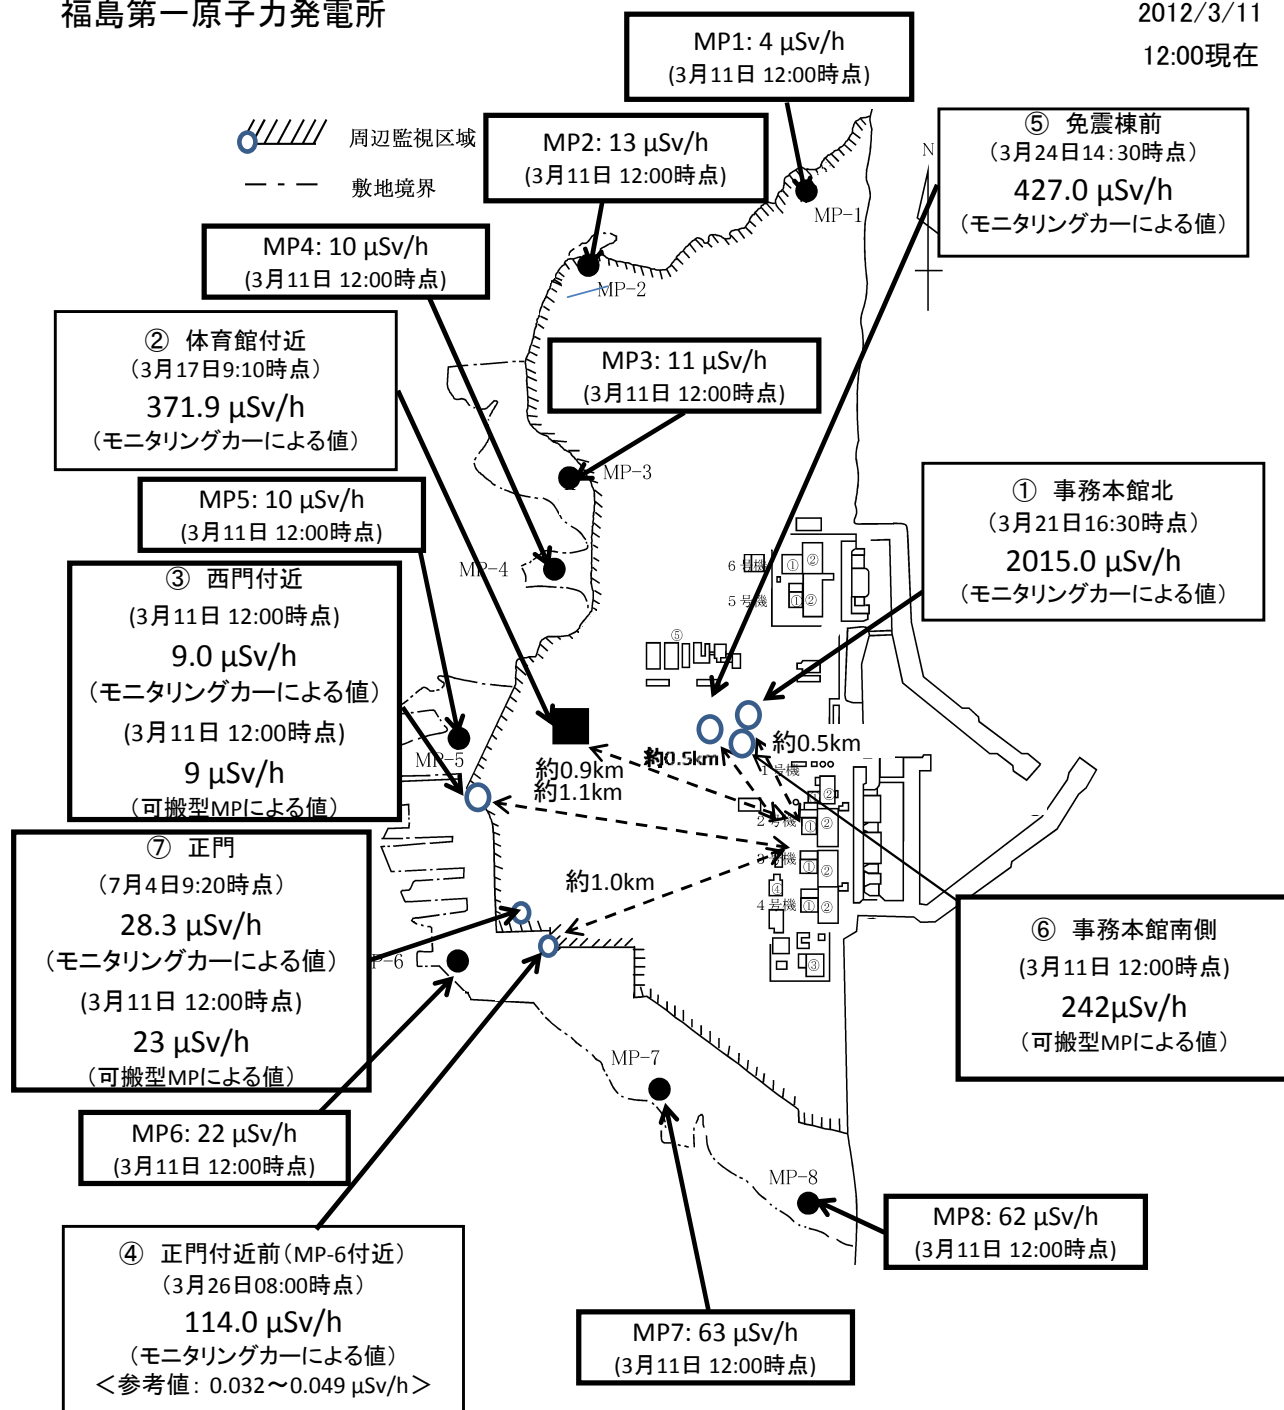 福島第一原子力発電所
2012/3/11
12:00現在
周辺監視区域
敷地境界
MP1: 4 μSv/h
(3月11日 12:00時点)
MP2: 13 μSv/h
(3月11日 12:00時点)
⑤ 免震棟前
(3月24日14:30時点)
427.0 μSv/h
(モニタリングカーによる値)
N
MP-1
MP4: 10 μSv/h
(3月11日 12:00時点)
MP-2
② 体育館付近
(3月17日9:10時点)
371.9 μSv/h
(モニタリングカーによる値)
MP3: 11 μSv/h
(3月11日 12:00時点)
MP-3
MP5: 10 μSv/h
(3月11日 12:00時点)
① 事務本館北
(3月21日16:30時点)
2015.0 μSv/h
(モニタリングカーによる値)
MP-4
③ 西門付近
(3月11日 12:00時点)
9.0 μSv/h
(モニタリングカーによる値)
(3月11日 12:00時点)
9 μSv/h
(可搬型MPによる値)
6号機
① ②
5号機
① ②
⑤
MP-5
約0.9km
約1.1km
約0.5km
約0.5km
1号機
②
2号機
① ②
3号機
① ②
④
4号機
① ②
③
約1.0km
⑦ 正門
(7月4日9:20時点)
28.3 μSv/h
(モニタリングカーによる値)
(3月11日 12:00時点)
23 μSv/h
(可搬型MPによる値)
P-6
⑥ 事務本館南側
(3月11日 12:00時点)
242μSv/h
(可搬型MPによる値)
MP-7
MP6: 22 μSv/h
(3月11日 12:00時点)
MP-8
MP8: 62 μSv/h
(3月11日 12:00時点)
④ 正門付近前(MP-6付近)
(3月26日08:00時点)
114.0 μSv/h
(モニタリングカーによる値)
<参考値: 0.032～0.049 μSv/h>
MP7: 63 μSv/h
(3月11日 12:00時点)